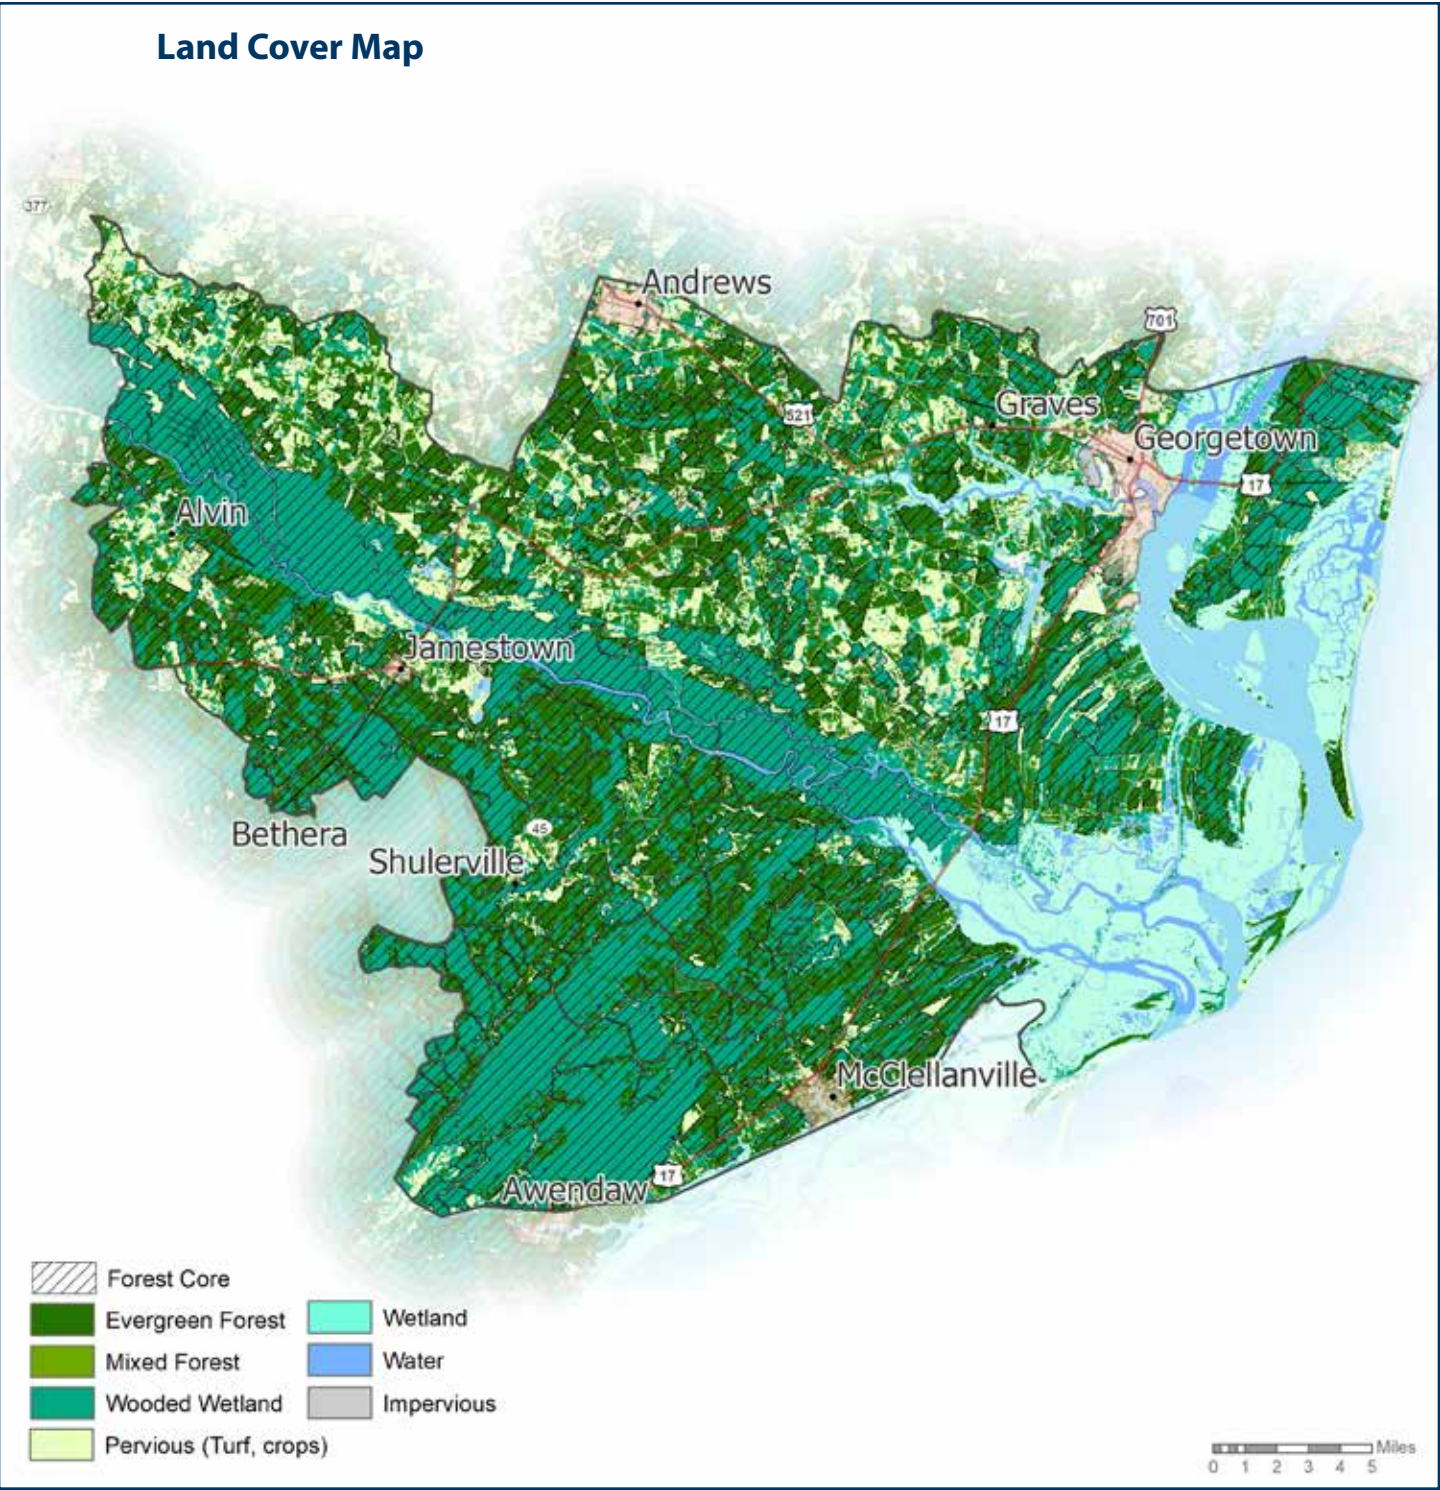 Land Cover Map
377
Andrews
701
521
Graves
Georgetown
17
Alvin
Jamestown
17
Bethera
45
Shulerville
McClellanville
17
Awendaw
Forest Core
Evergreen Forest
Wetland
Mixed Forest
Water
Wooded Wetland
Impervious
Pervious (Turf, crops)
Miles
0 1 2 3 4 5